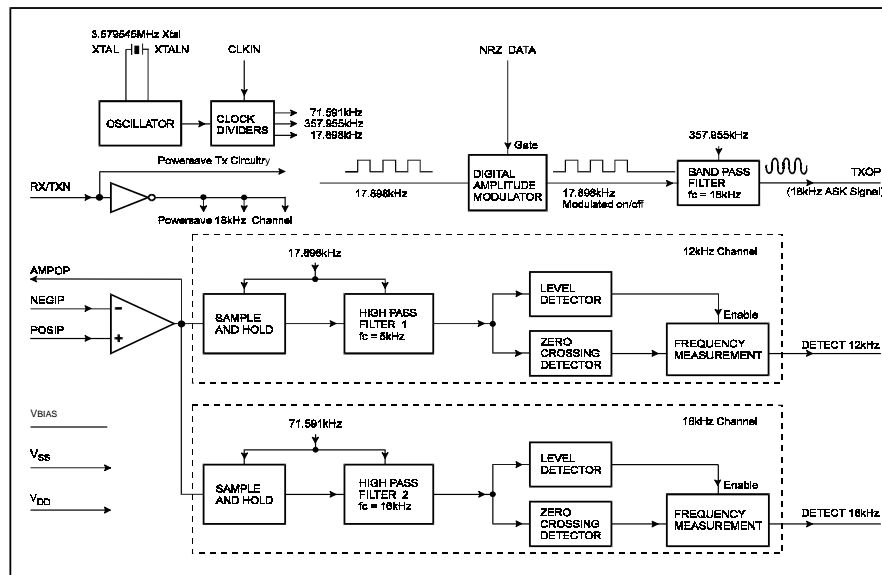 3.579545MHz Xtal
XTAL
XTALN
CLKIN
NRZ DATA
OSCILLATOR
CLOCK
DIVIDERS
71.591kHz
357.955kHz
17.898kHz
Powersave Tx Circuitry
RX/TXN
Powersave 18kHz Channel
17.898kHz
Gate
DIGITAL
AMPLITUDE
MODULATOR
17.898kHz
Modulated on/off
357.955kHz
BAND PASS
FILTER
fc = 18kHz
TXOP
(18kHz ASK Signal)
AMPOP
NEGIP
POSIP
−
+
17.898kHz
12kHz Channel
SAMPLE
AND HOLD
HIGH PASS
FILTER 1
fc = 5kHz
LEVEL
DETECTOR
ZERO
CROSSING
DETECTOR
Enable
FREQUENCY
MEASUREMENT
DETECT 12kHz
VBIAS
VSS
VDD
71.591kHz
18kHz Channel
SAMPLE
AND HOLD
HIGH PASS
FILTER 2
fc = 16kHz
LEVEL
DETECTOR
ZERO
CROSSING
DETECTOR
Enable
FREQUENCY
MEASUREMENT
DETECT 18kHz